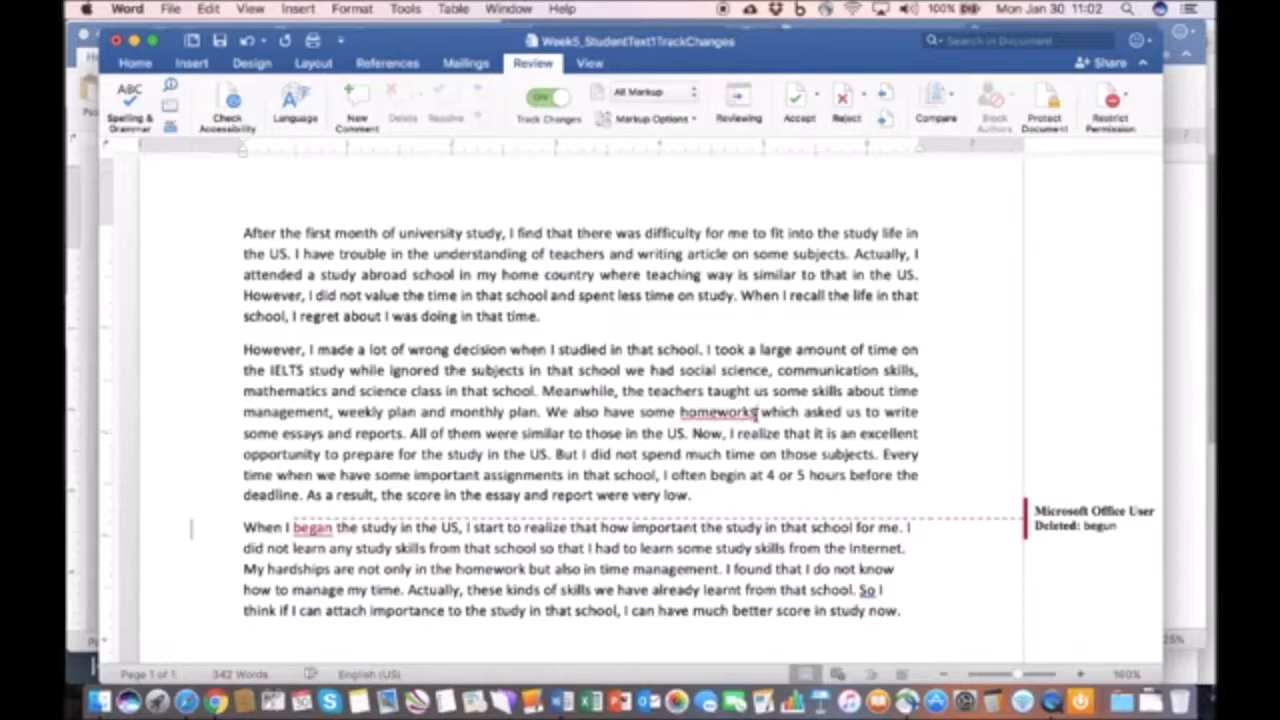 Word File Edit View Insert Format Tools Table Window Help 100% Mon Jan 30 11:02
Week5_StudentText1TrackChanges
Search in Document
Home Insert Design Layout References Mailings Review View Share
ABC ON All Markup
Spelling & Grammar Check Accessibility Language New Comment Delete Resolve Track Changes Markup Options Reviewing Accept Reject Compare Block Authors Protect Document Restrict Permission
After the first month of university study, I find that there was difficulty for me to fit into the study life in
the US. I have trouble in the understanding of teachers and writing article on some subjects. Actually, I
attended a study abroad school in my home country where teaching way is similar to that in the US.
However, I did not value the time in that school and spent less time on study. When I recall the life in that
school, I regret about I was doing in that time.
However, I made a lot of wrong decision when I studied in that school. I took a large amount of time on
the IELTS study while ignored the subjects in that school we had social science, communication skills,
mathematics and science class in that school. Meanwhile, the teachers taught us some skills about time
management, weekly plan and monthly plan. We also have some homeworks which asked us to write
some essays and reports. All of them were similar to those in the US. Now, I realize that it is an excellent
opportunity to prepare for the study in the US. But I did not spend much time on those subjects. Every
time when we have some important assignments in that school, I often begin at 4 or 5 hours before the
deadline. As a result, the score in the essay and report were very low.
Microsoft Office User
Deleted: begun
When I began the study in the US, I start to realize that how important the study in that school for me. I
did not learn any study skills from that school so that I had to learn some study skills from the Internet.
My hardships are not only in the homework but also in time management. I found that I do not know
how to manage my time. Actually, these kinds of skills we have already learnt from that school. So I
think if I can attach importance to the study in that school, I can have much better score in study now.
Page 1 of 1 342 Words English (US) 160%